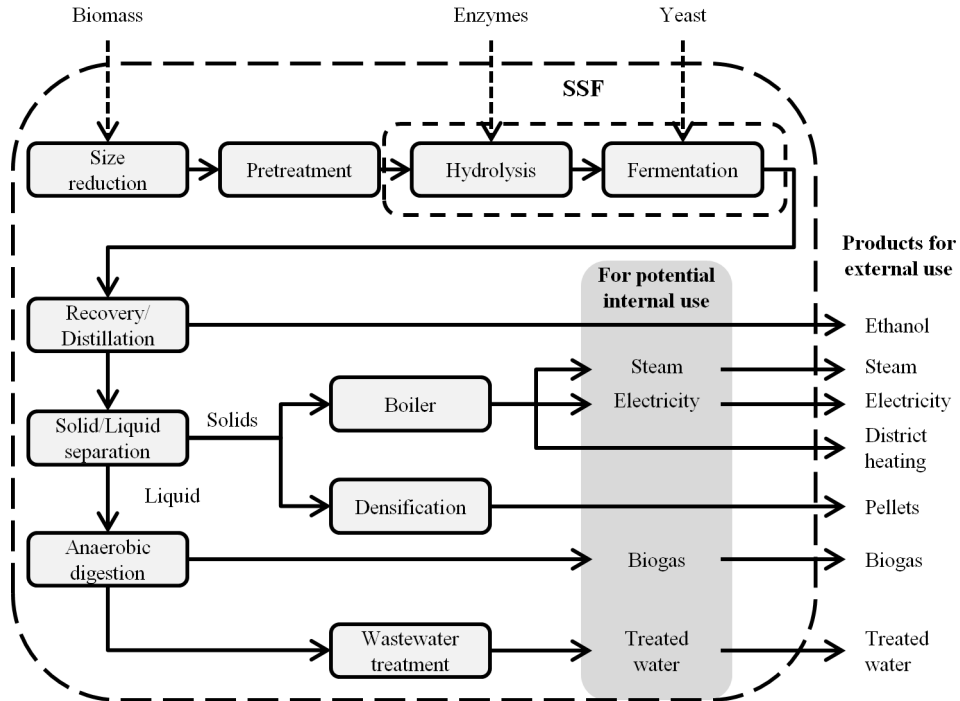 Biomass
Enzymes
Yeast
SSF
Size
reduction
Pretreatment
Hydrolysis
Fermentation
Products for
external use
For potential
internal use
Recovery/
Distillation
Ethanol
Steam
Steam
Boiler
Electricity
Electricity
Solids
Solid/Liquid
separation
District
heating
Liquid
Densification
Pellets
Anaerobic
digestion
Biogas
Biogas
Wastewater
treatment
Treated
water
Treated
water